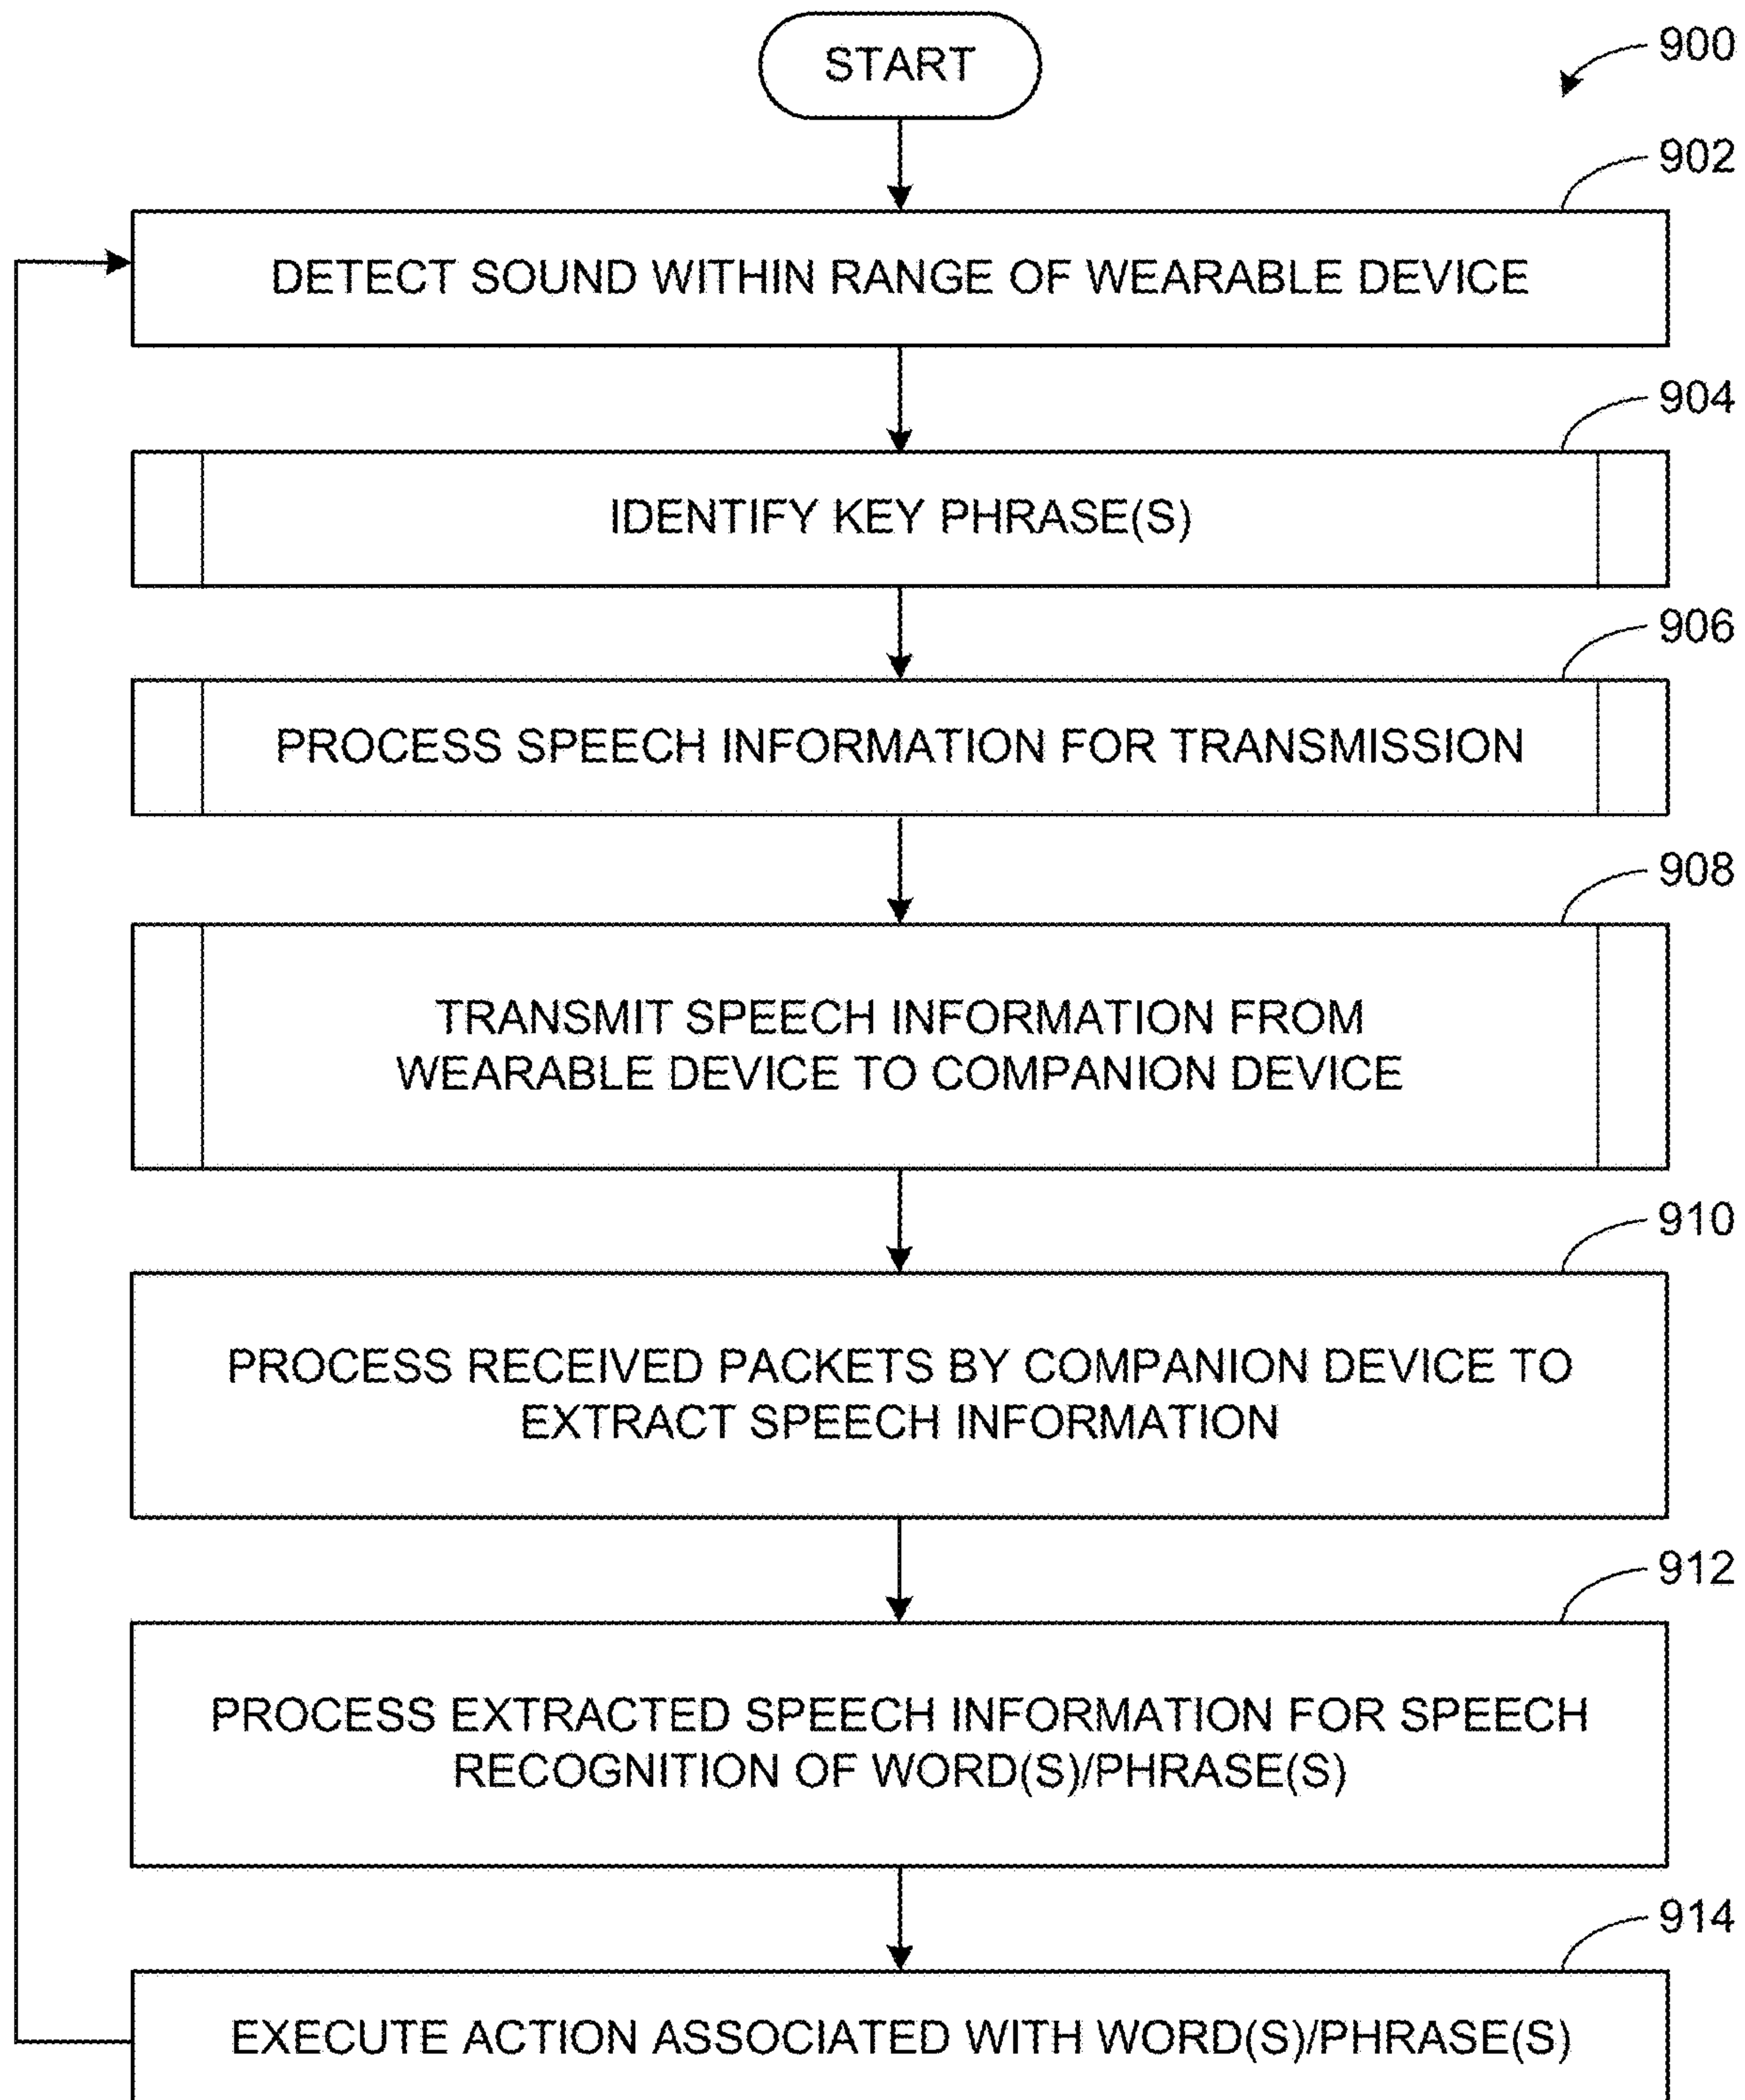 START
900
902
DETECT SOUND WITHIN RANGE OF WEARABLE DEVICE
904
IDENTIFY KEY PHRASE(S)
906
PROCESS SPEECH INFORMATION FOR TRANSMISSION
908
TRANSMIT SPEECH INFORMATION FROM
WEARABLE DEVICE TO COMPANION DEVICE
910
PROCESS RECEIVED PACKETS BY COMPANION DEVICE TO
EXTRACT SPEECH INFORMATION
912
PROCESS EXTRACTED SPEECH INFORMATION FOR SPEECH
RECOGNITION OF WORD(S)/PHRASE(S)
914
EXECUTE ACTION ASSOCIATED WITH WORD(S)/PHRASE(S)